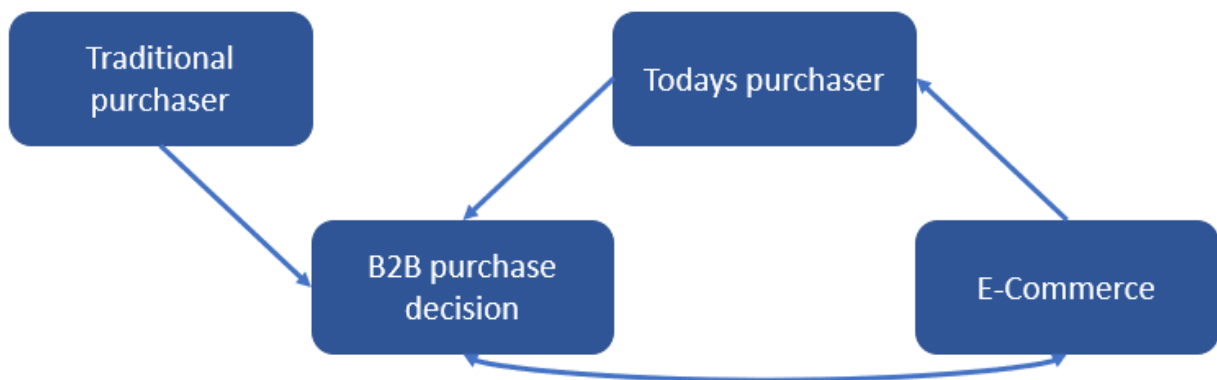 Traditional
purchaser
Todays purchaser
B2B purchase
decision
E-Commerce